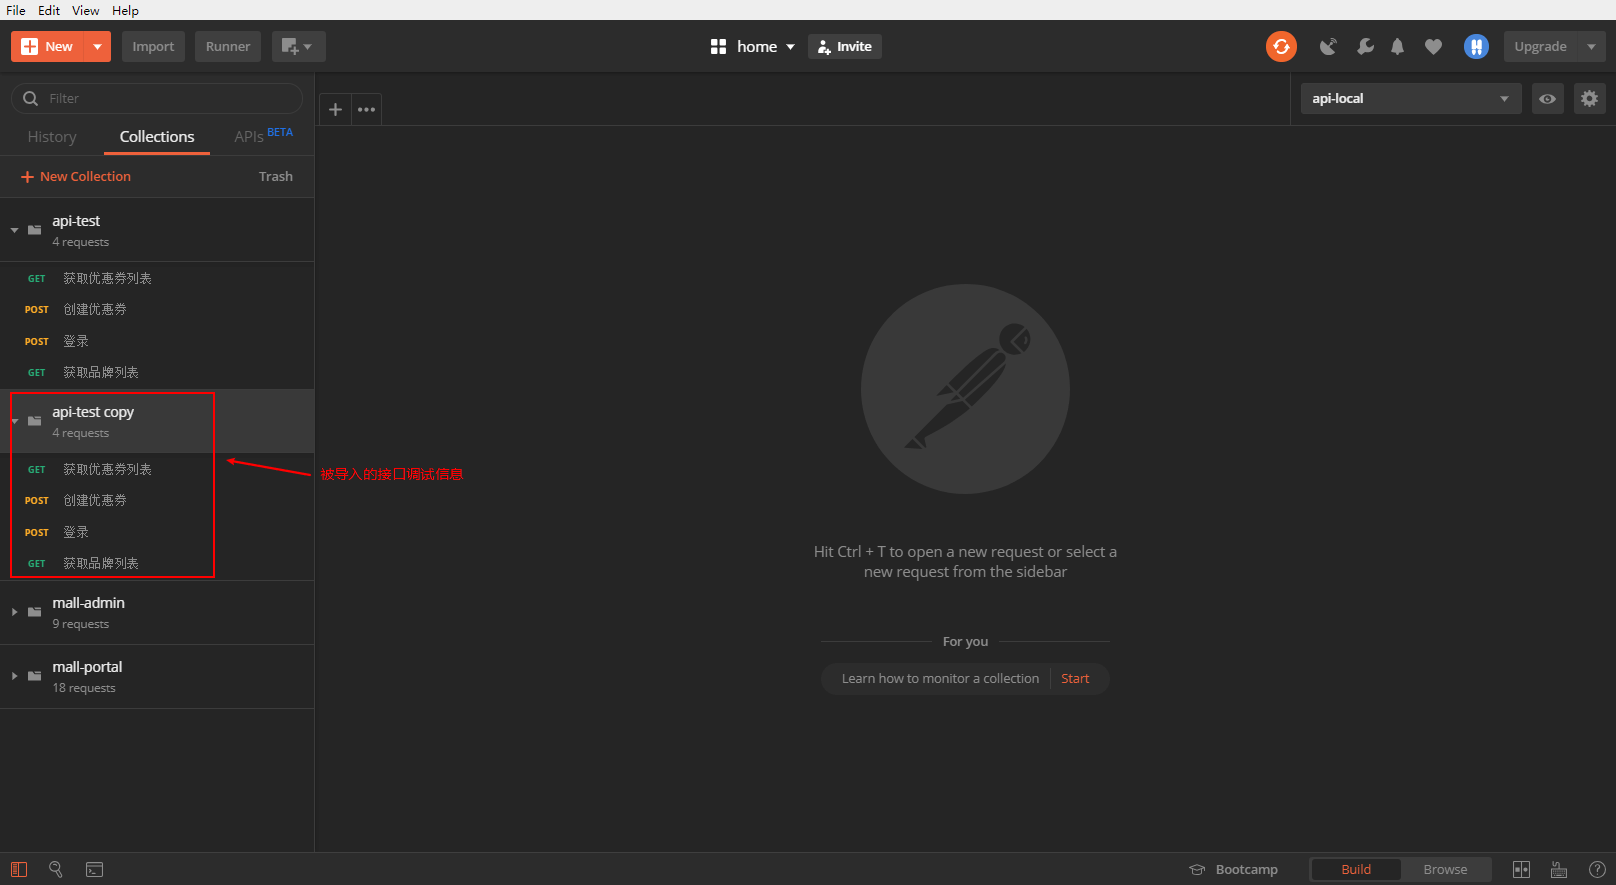 File Edit View Help
New Import Runner home Invite Upgrade
Filter
api-local
History Collections APIs BETA
New Collection Trash
api-test
4 requests
GET 获取优惠券列表
POST 创建优惠券
POST 登录
GET 获取品牌列表
api-test copy
4 requests
GET 获取优惠券列表
被导入的接口调试信息
POST 创建优惠券
POST 登录
GET 获取品牌列表
mall-admin
9 requests
mall-portal
18 requests
Hit Ctrl + T to open a new request or select a
new request from the sidebar
For you
Learn how to monitor a collection Start
Bootcamp Build Browse